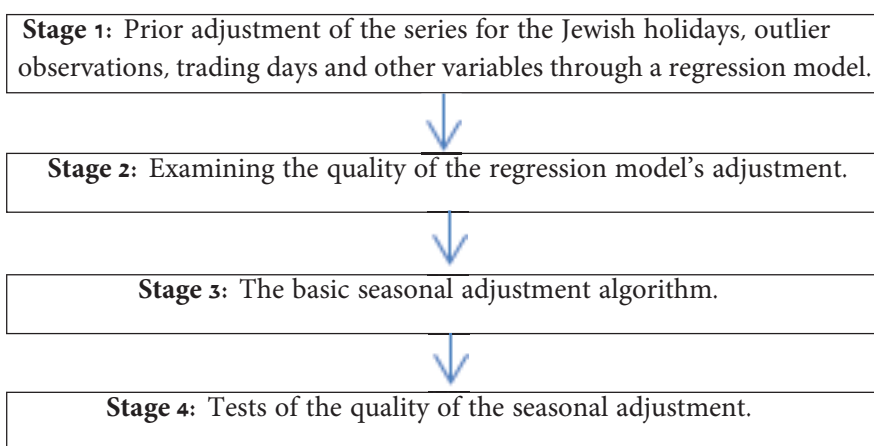 Stage 1: Prior adjustment of the series for the Jewish holidays, outlier
observations, trading days and other variables through a regression model.
Stage 2: Examining the quality of the regression model’s adjustment.
Stage 3: The basic seasonal adjustment algorithm.
Stage 4: Tests of the quality of the seasonal adjustment.